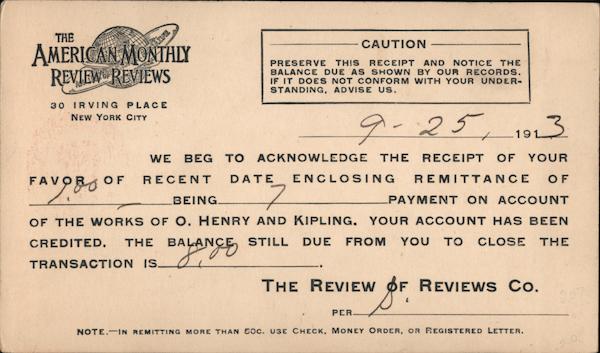 THE
AMERICAN MONTHLY
REVIEW OF REVIEWS
30 IRVING PLACE
NEW YORK CITY
CAUTION
PRESERVE THIS RECEIPT AND NOTICE THE
BALANCE DUE AS SHOWN BY OUR RECORDS.
IF IT DOES NOT CONFORM WITH YOUR UNDER-
STANDING, ADVISE US.
9-25, 1913
WE BEG TO ACKNOWLEDGE THE RECEIPT OF YOUR
FAVOR OF RECENT DATE ENCLOSING REMITTANCE OF
1.00 BEING 7 PAYMENT ON ACCOUNT
OF THE WORKS OF O. HENRY AND KIPLING. YOUR ACCOUNT HAS BEEN
CREDITED. THE BALANCE STILL DUE FROM YOU TO CLOSE THE
TRANSACTION IS 8.00.
THE REVIEW OF REVIEWS CO.
PER S.
NOTE.—IN REMITTING MORE THAN 50C. USE CHECK, MONEY ORDER, OR REGISTERED LETTER.